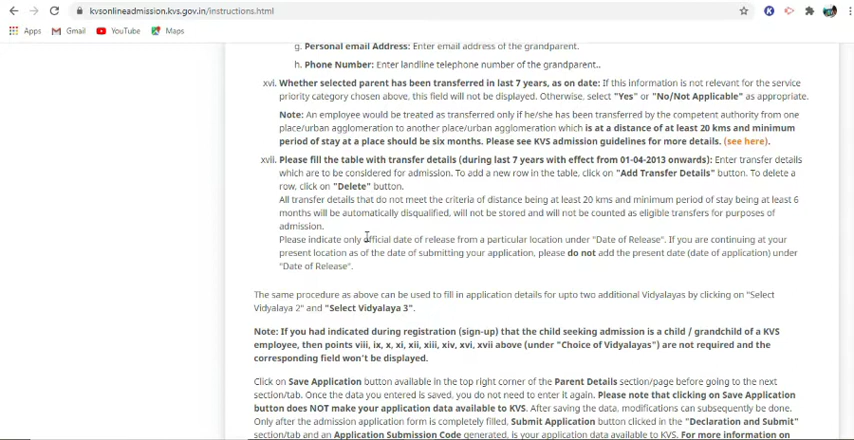 kvsonlineadmission.kvs.gov.in/instructions.html
Apps Gmail YouTube Maps
g. Personal email Address: Enter email address of the grandparent.
h. Phone Number: Enter landline telephone number of the grandparent..
xvi. Whether selected parent has been transferred in last 7 years, as on date: If this information is not relevant for the service
priority category chosen above, this field will not be displayed. Otherwise, select "Yes" or "No/Not Applicable" as appropriate.
Note: An employee would be treated as transferred only if he/she has been transferred by the competent authority from one
place/urban agglomeration to another place/urban agglomeration which is at a distance of at least 20 kms and minimum
period of stay at a place should be six months. Please see KVS admission guidelines for more details. (see here).
xvii. Please fill the table with transfer details (during last 7 years with effect from 01-04-2013 onwards): Enter transfer details
which are to be considered for admission. To add a new row in the table, click on "Add Transfer Details" button. To delete a
row, click on "Delete" button.
All transfer details that do not meet the criteria of distance being at least 20 kms and minimum period of stay being at least 6
months will be automatically disqualified, will not be stored and will not be counted as eligible transfers for purposes of
admission.
Please indicate only official date of release from a particular location under "Date of Release". If you are continuing at your
present location as of the date of submitting your application, please do not add the present date (date of application) under
"Date of Release".
The same procedure as above can be used to fill in application details for upto two additional Vidyalayas by clicking on "Select
Vidyalaya 2" and "Select Vidyalaya 3".
Note: If you had indicated during registration (sign-up) that the child seeking admission is a child / grandchild of a KVS
employee, then points viii, ix, x, xi, xii, xiii, xiv, xv, xvi, xvii above (under "Choice of Vidyalayas") are not required and the
corresponding field won't be displayed.
Click on Save Application button available in the top right corner of the Parent Details section/page before going to the next
section/tab. Once the data you entered is saved, you do not need to enter it again. Please note that clicking on Save Application
button does NOT make your application data available to KVS. After saving the data, modifications can subsequently be done.
Only after the admission application form is completely filled, Submit Application button clicked in the "Declaration and Submit"
section/tab and an Application Submission Code generated, is your application data available to KVS. For more information on